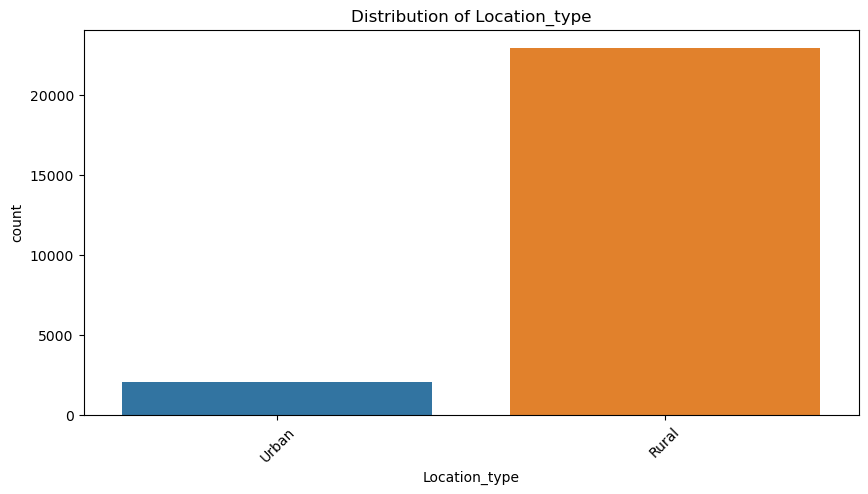 Distribution of Location_type
20000
15000
10000
5000
0
count
Urban
Rural
Location_type